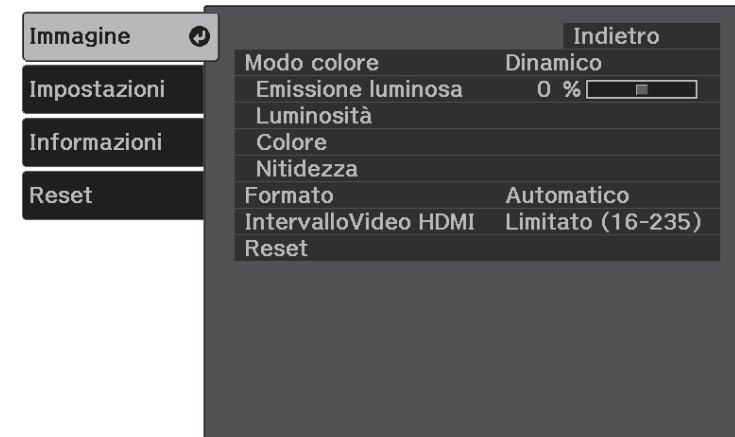 Immagine
Impostazioni
Informazioni
Reset
Indietro
Modo colore Dinamico
Emissione luminosa 0 %
Luminosità
Colore
Nitidezza
Formato Automatico
IntervalloVideo HDMI Limitato (16-235)
Reset